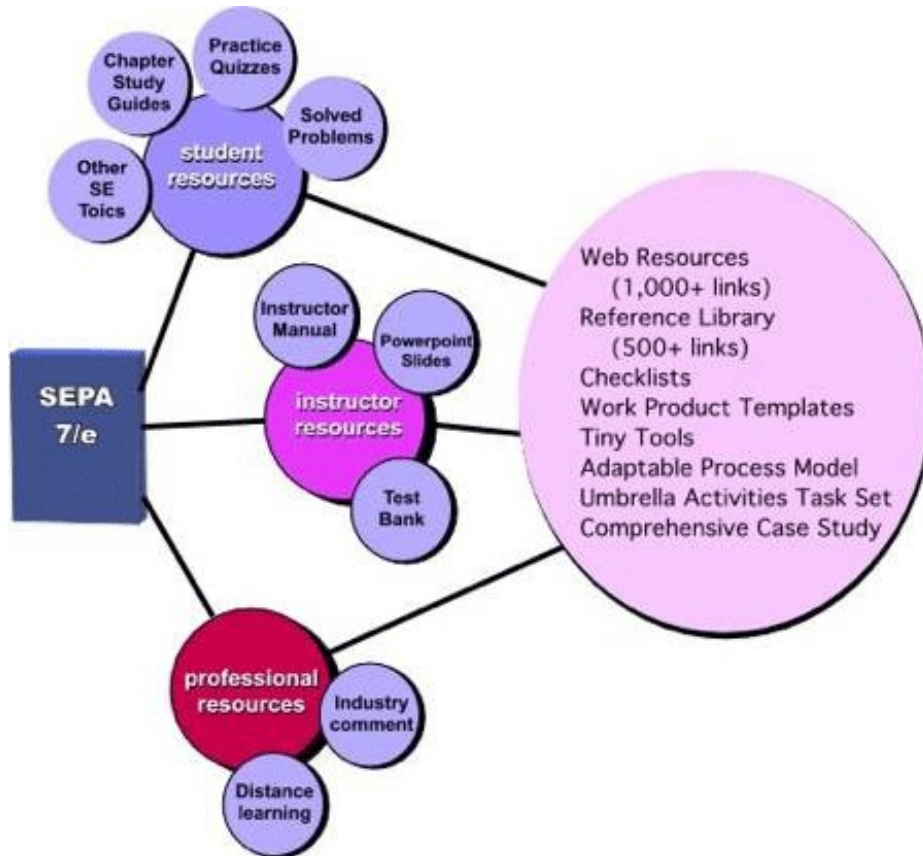 Practice
Quizzes
Chapter
Study
Guides
Solved
Problems
student
resources
Other
SE
Toics
Web Resources
(1,000+ links)
Reference Library
(500+ links)
Checklists
Work Product Templates
Tiny Tools
Adaptable Process Model
Umbrella Activities Task Set
Comprehensive Case Study
Instructor
Manual
Powerpoint
Slides
SEPA
7/e
instructor
resources
Test
Bank
professional
resources
Industry
comment
Distance
learning